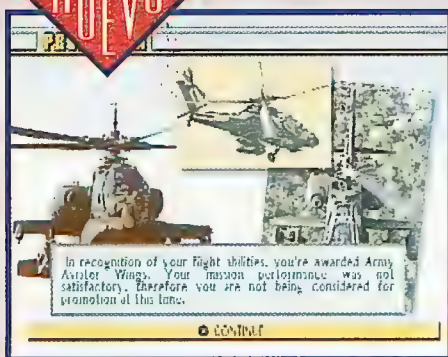 NUEVO
In recognition of your flight abilities, you're awarded Army
Aviator Wings. Your mission performance was not
satisfactory, therefore you are not being considered for
promotion at this time.
CONTINUE